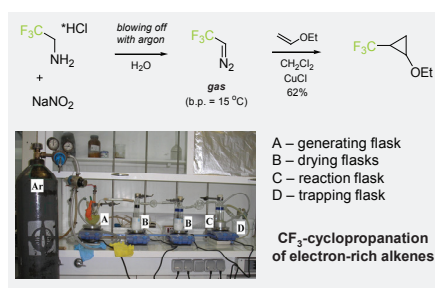 F₃C *HCl
NH₂
+
NaNO₂
blowing off
with argon
H₂O
F₃C
N₂
gas
(b.p. = 15 °C)
OEt
CH₂Cl₂
CuCl
62%
F₃C
OEt
Ar
A
B
B
C
D
A – generating flask
B – drying flasks
C – reaction flask
D – trapping flask
CF₃-cyclopropanation
of electron-rich alkenes